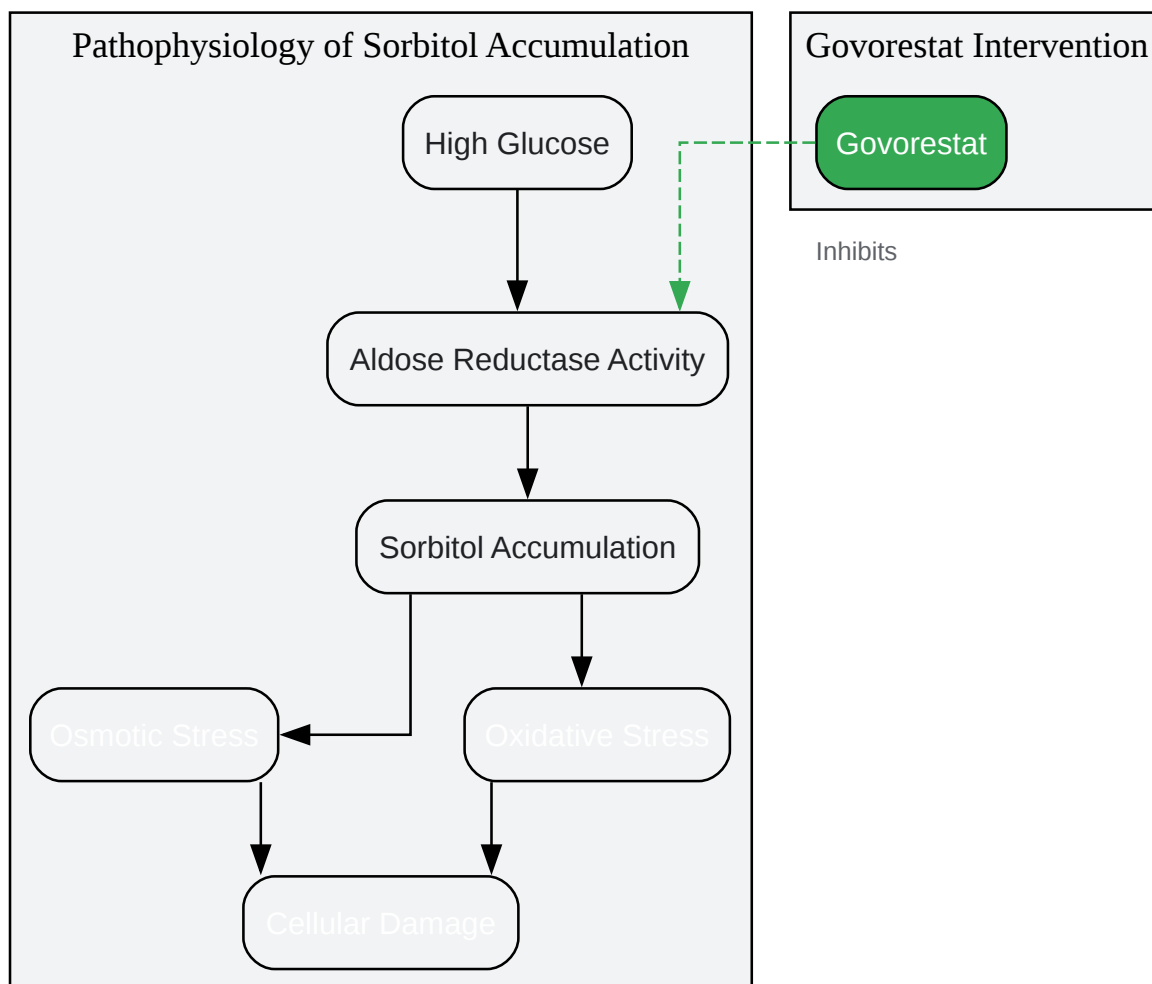 Pathophysiology of Sorbitol Accumulation
Govorestat Intervention
High Glucose
Govorestat
Inhibits
Aldose Reductase Activity
Sorbitol Accumulation
Osmotic Stress
Oxidative Stress
Cellular Damage